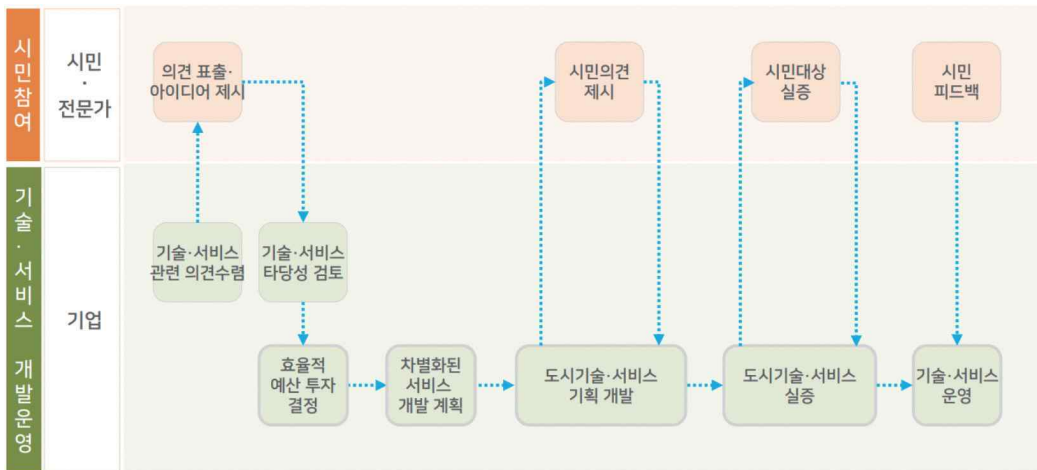 시민참여
시민
·
전문가
의견 표출·
아이디어 제시
시민의견
제시
시민대상
실증
시민
피드백
기술·서비스 개발운영
기업
기술·서비스
관련 의견수렴
기술·서비스
타당성 검토
효율적
예산 투자
결정
차별화된
서비스
개발 계획
도시기술·서비스
기획 개발
도시기술·서비스
실증
기술·서비스
운영